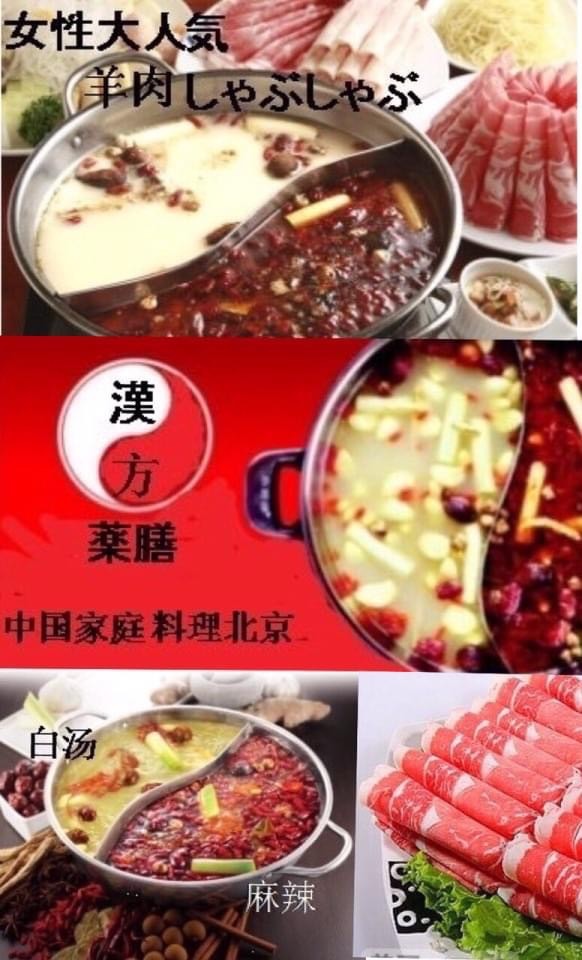 女性大人気
羊肉しゃぶしゃぶ
漢
方
薬膳
中国家庭料理北京
白汤
麻辣